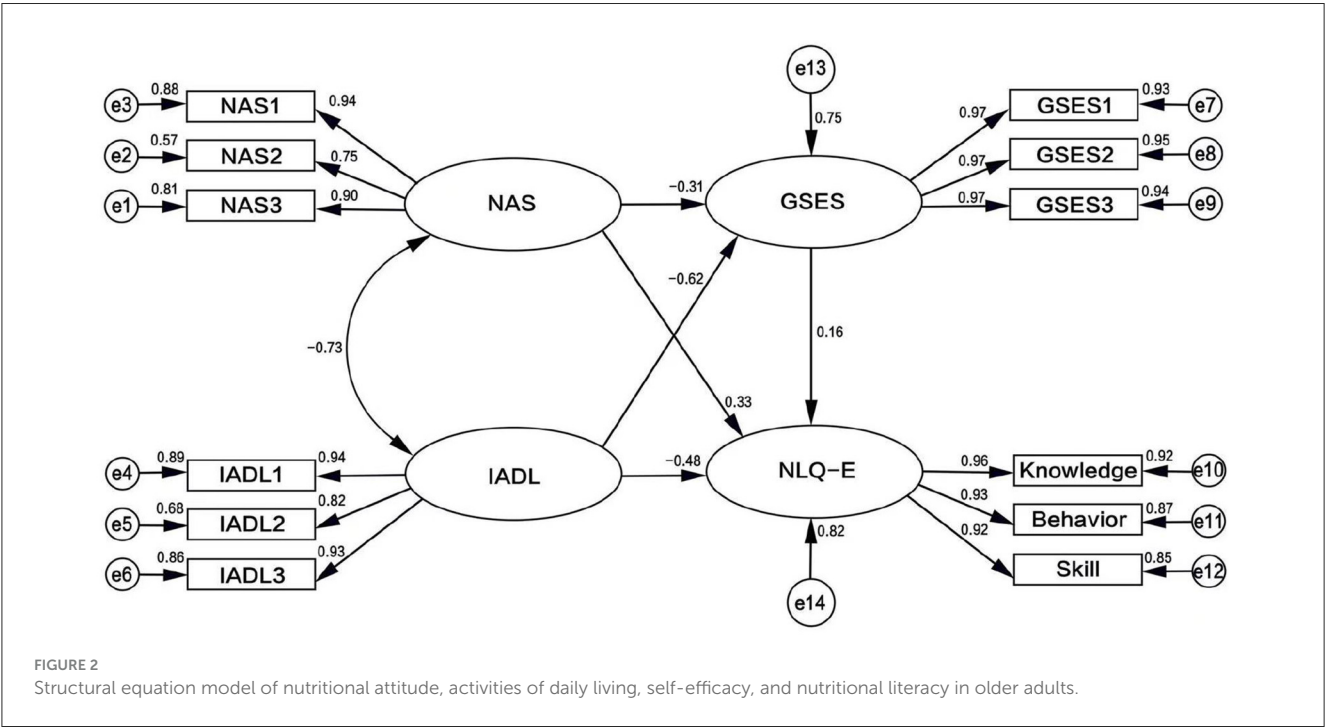 e13
e3 0.88 NAS1 0.94
e2 0.57 NAS2 0.75
e1 0.81 NAS3 0.90
NAS
−0.31
0.75
GSES
0.97 GSES1 0.93 e7
0.97 GSES2 0.95 e8
0.97 GSES3 0.94 e9
−0.62
−0.73
0.16
0.33
e4 0.89 IADL1 0.94
e5 0.68 IADL2 0.82
e6 0.86 IADL3 0.93
IADL
−0.48
NLQ−E
0.96 Knowledge 0.92 e10
0.93 Behavior 0.87 e11
0.92 Skill 0.85 e12
0.82
e14
FIGURE 2
Structural equation model of nutritional attitude, activities of daily living, self-efficacy, and nutritional literacy in older adults.